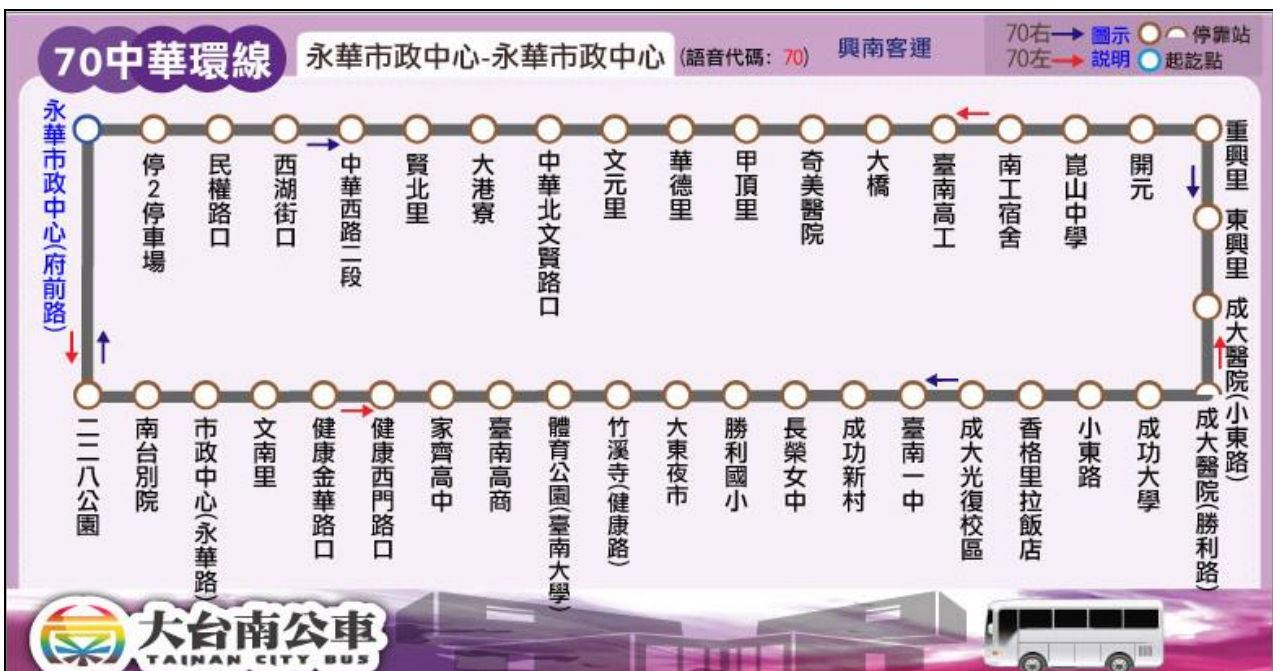 70中華環線
永華市政中心-永華市政中心
(語音代碼: 70)
興南客運
70右→ 圖示 停靠站
70左→ 説明 起訖點
永華市政中心(府前路)
停2停車場
民權路口
西湖街口
中華西路二段
賢北里
大港寮
中華北文賢路口
文元里
華德里
甲頂里
奇美醫院
大橋
臺南高工
南工宿舍
崑山中學
開元
重興里
東興里
成大醫院(小東路)
二二八公園
南台別院
市政中心(永華路)
文南里
健康金華路口
健康西門路口
家齊高中
臺南高商
體育公園(臺南大學)
竹溪寺(健康路)
大東夜市
勝利國小
長榮女中
成功新村
臺南一中
成大光復校區
香格里拉飯店
小東路
成功大學
成大醫院(勝利路)
大台南公車
TAINAN CITY BUS